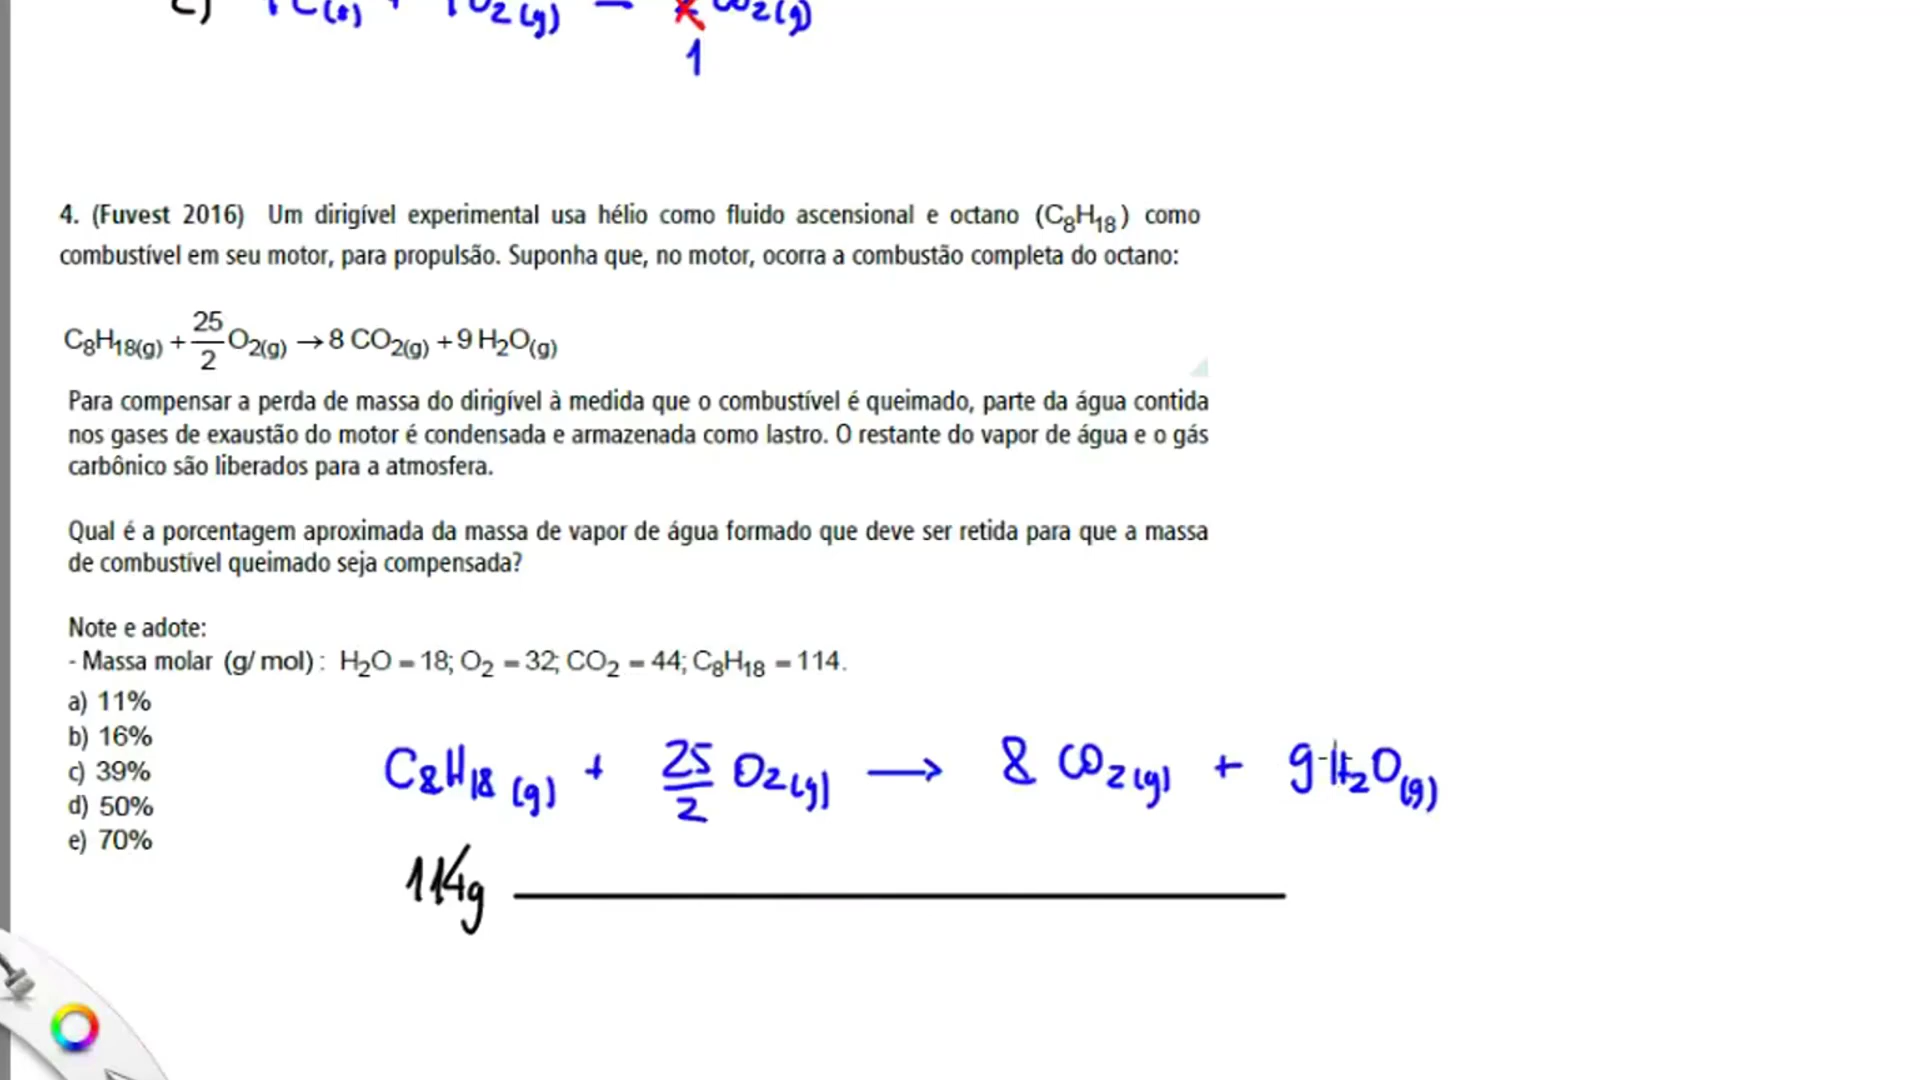 C(s) + O2(g) → CO2(g)
1
4. (Fuvest 2016) Um dirigível experimental usa hélio como fluido ascensional e octano (C8H18) como
combustível em seu motor, para propulsão. Suponha que, no motor, ocorra a combustão completa do octano:
C8H18(g) + 25/2 O2(g) → 8 CO2(g) + 9 H2O(g)
Para compensar a perda de massa do dirigível à medida que o combustível é queimado, parte da água contida
nos gases de exaustão do motor é condensada e armazenada como lastro. O restante do vapor de água e o gás
carbônico são liberados para a atmosfera.
Qual é a porcentagem aproximada da massa de vapor de água formado que deve ser retida para que a massa
de combustível queimado seja compensada?
Note e adote:
- Massa molar (g/mol): H2O = 18; O2 = 32; CO2 = 44; C8H18 = 114.
a) 11%
b) 16%
c) 39%
d) 50%
e) 70%
C8H18 (g) + 25/2 O2(g) → 8 CO2(g) + 9 H2O(g)
114g